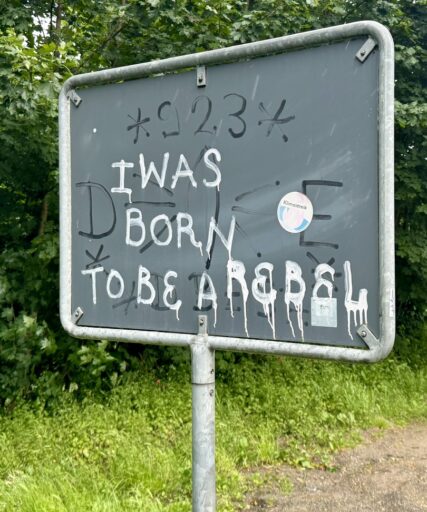 *923*
I WAS
D E
BORN
TO BE A REBEL